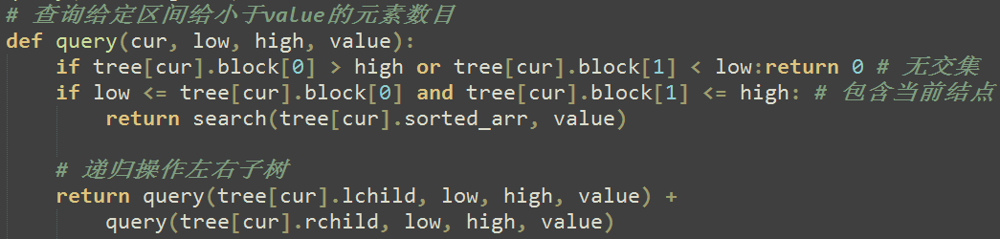 # 查询给定区间给小于value的元素数目
def query(cur, low, high, value):
    if tree[cur].block[0] > high or tree[cur].block[1] < low:return 0 # 无交集
    if low <= tree[cur].block[0] and tree[cur].block[1] <= high: # 包含当前结点
        return search(tree[cur].sorted_arr, value)
    # 递归操作左右子树
    return query(tree[cur].lchild, low, high, value) +
        query(tree[cur].rchild, low, high, value)